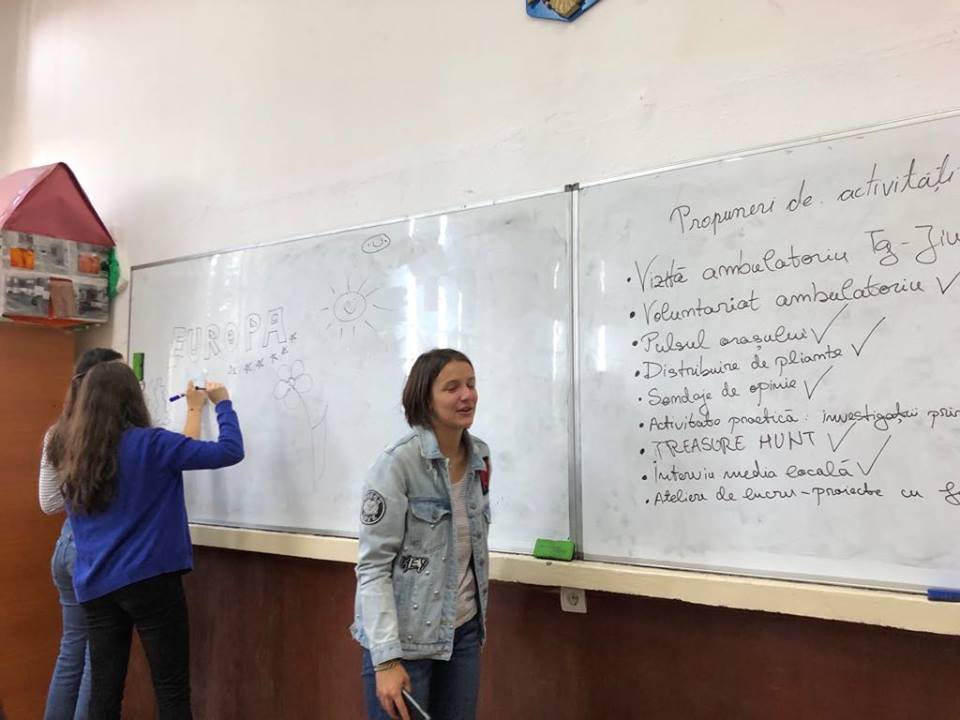 EUROPA
Propuneri de activități
• Vizită ambulatoriu Tg-Jiu
• Voluntariat ambulatoriu ✓
• Pulsul orașului ✓
• Distribuire de pliante ✓
• Sondaje de opinie ✓
• Activitate practică: investigații
• TREASURE HUNT ✓
• Interviu media locală ✓
• Ateliere de lucru - proiecte cu